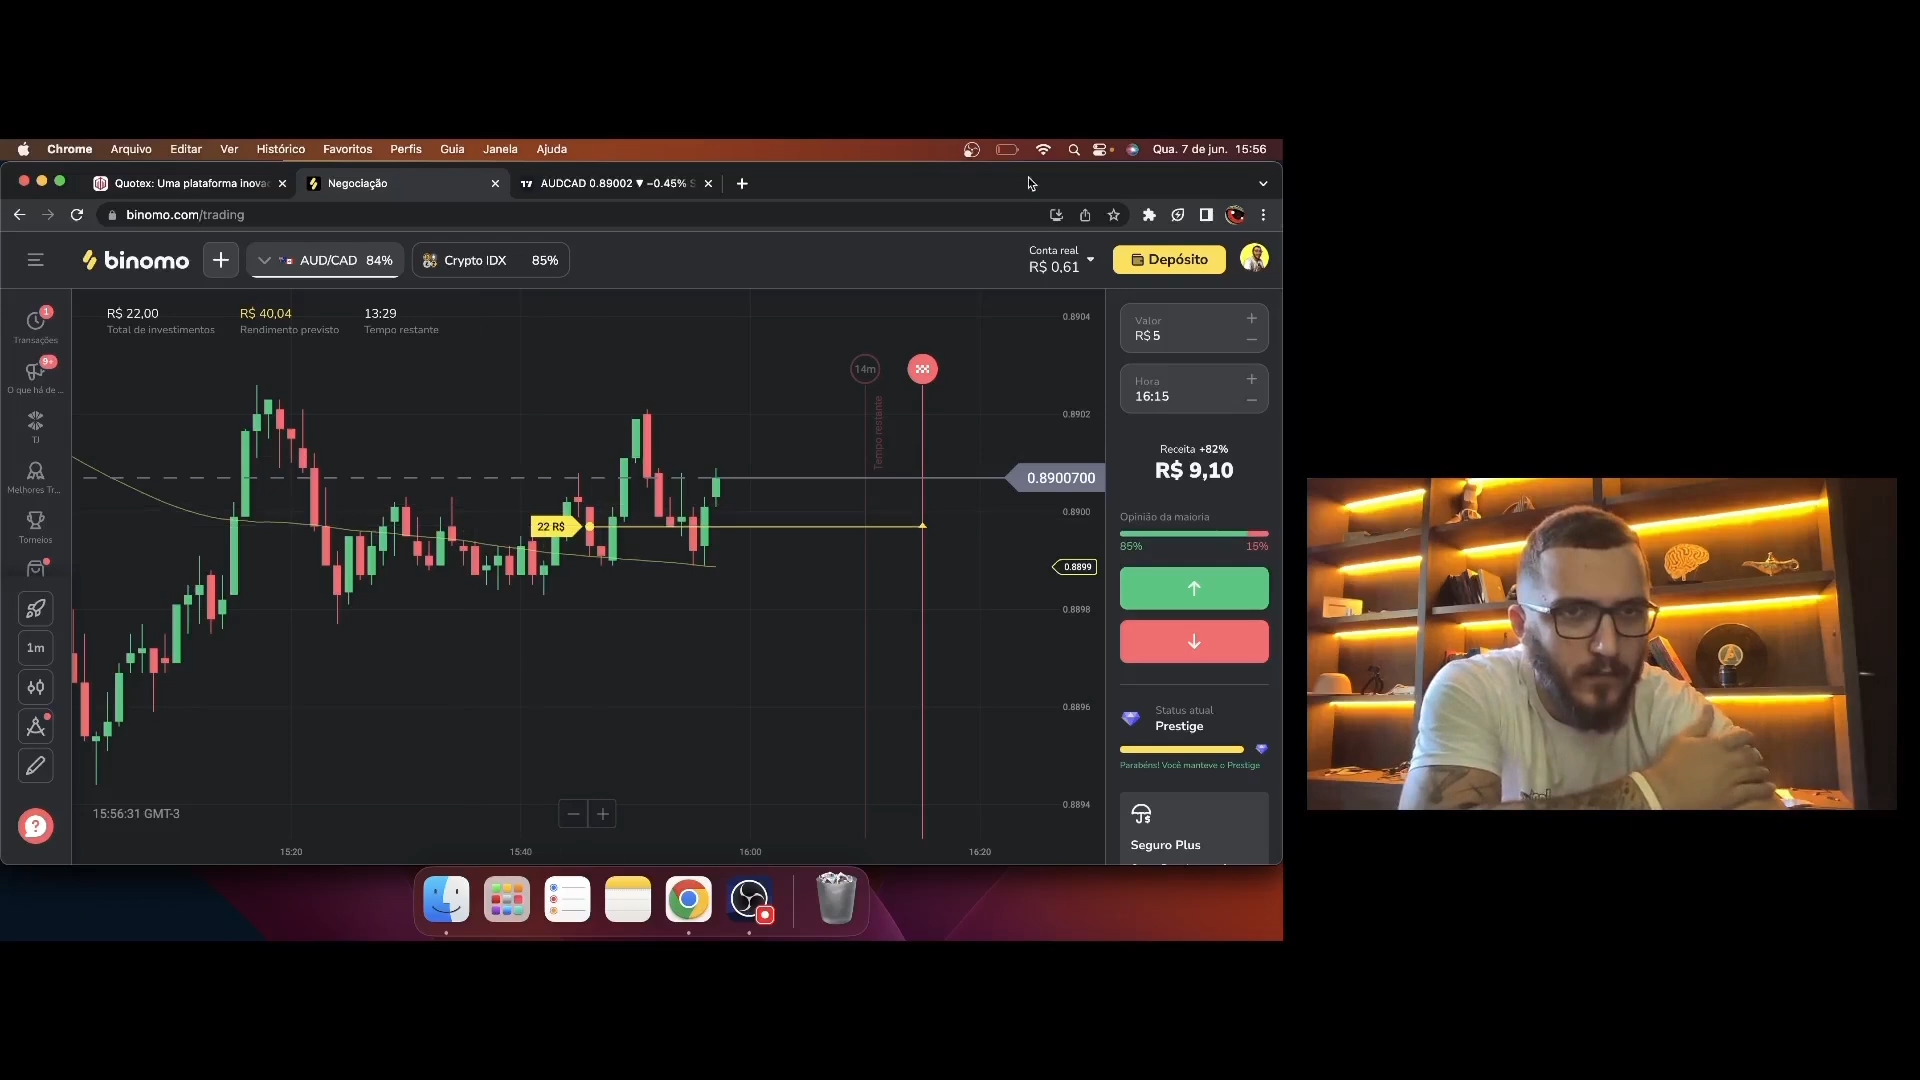 Chrome Arquivo Editar Ver Histórico Favoritos Perfis Guia Janela Ajuda Qua. 7 de jun. 15:56
Quotex: Uma plataforma inova
Negociação
AUDCAD 0.89002 ▼ −0.45% S
binomo.com/trading
binomo
AUD/CAD 84%
Crypto IDX 85%
Conta real
R$ 0,61
Depósito
R$ 22,00
Total de investimentos
R$ 40,04
Rendimento previsto
13:29
Tempo restante
1
Transações
9+
O que há de ...
TJ
Melhores Tr...
Torneios
1m
14m
Tempo restante
22 R$
0.8904
0.8902
0.8900700
0.8900
0.8899
0.8898
0.8896
0.8894
15:56:31 GMT-3
15:20
15:40
16:00
16:20
Valor
R$ 5
Hora
16:15
Receita +82%
R$ 9,10
Opinião da maioria
85% 15%
Status atual
Prestige
Parabéns! Você manteve o Prestige
Seguro Plus